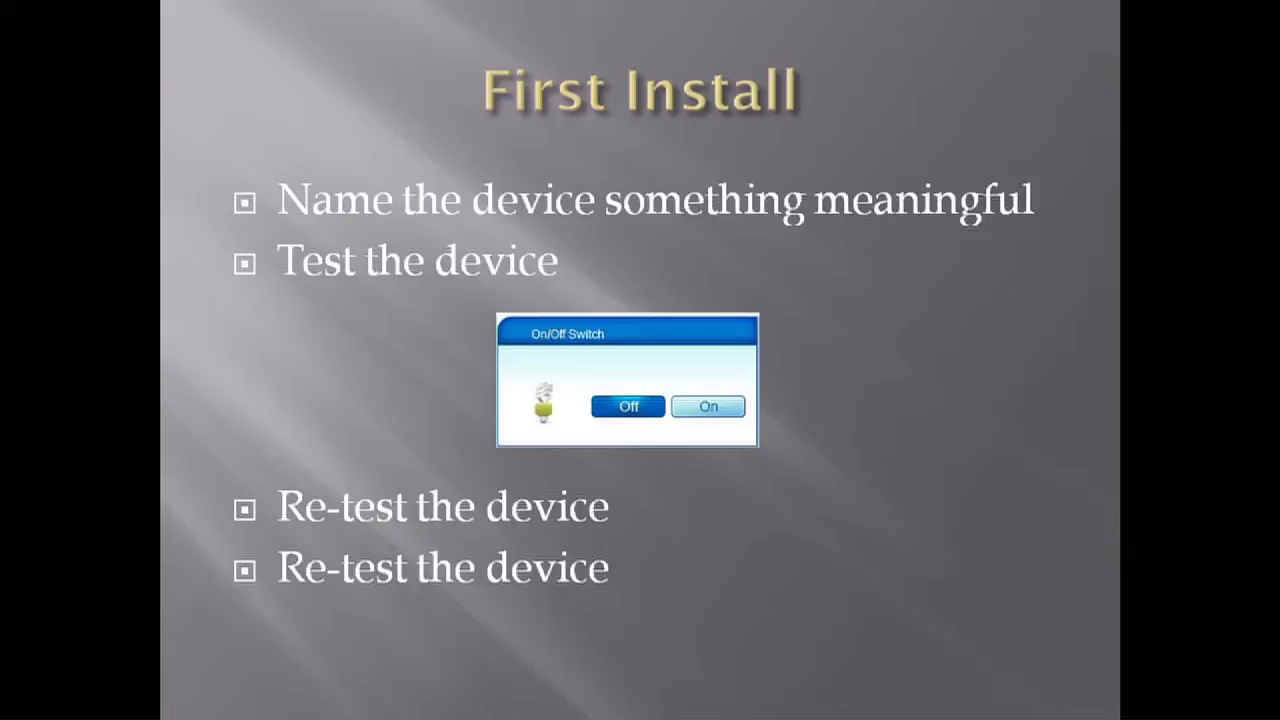 First Install
Name the device something meaningful
Test the device
On/Off Switch
Off On
Re-test the device
Re-test the device